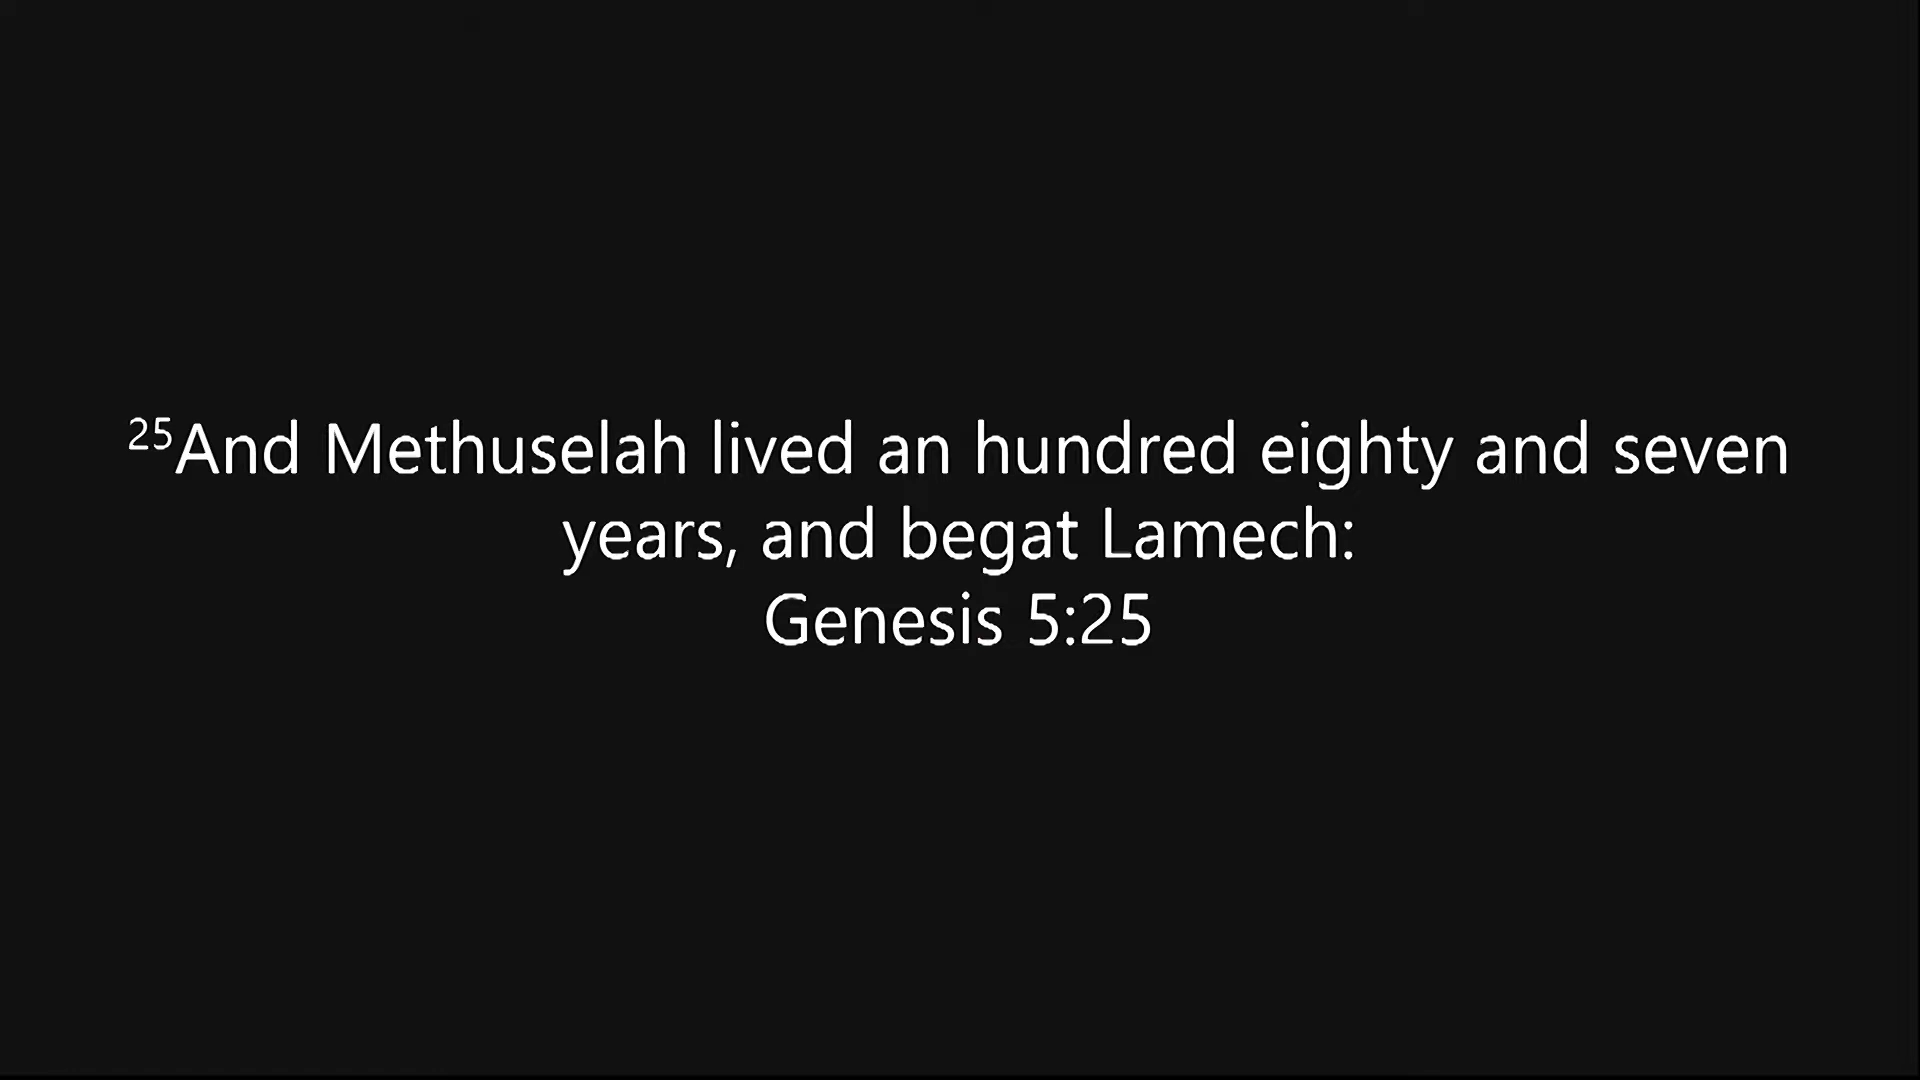 ²⁵And Methuselah lived an hundred eighty and seven
years, and begat Lamech:
Genesis 5:25